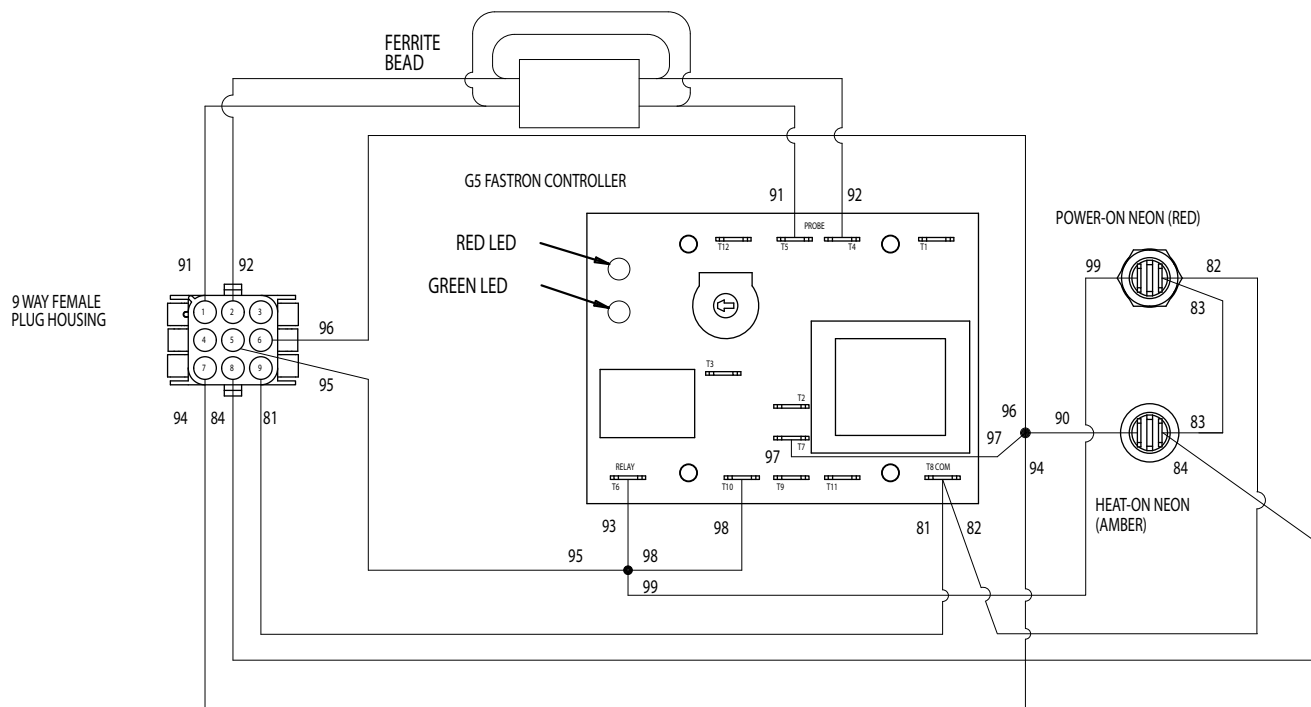 FERRITE
BEAD
G5 FASTRON CONTROLLER
91
92
PROBE
T12
T5
T4
T1
RED LED
GREEN LED
POWER-ON NEON (RED)
99
82
83
91
92
9 WAY FEMALE
PLUG HOUSING
1
2
3
4
5
6
7
8
9
96
95
94
84
81
T3
T2
T7
97
97
96
90
83
84
94
HEAT-ON NEON
(AMBER)
RELAY
T6
T10
T9
T11
T8 COM
93
98
81
82
95
98
99